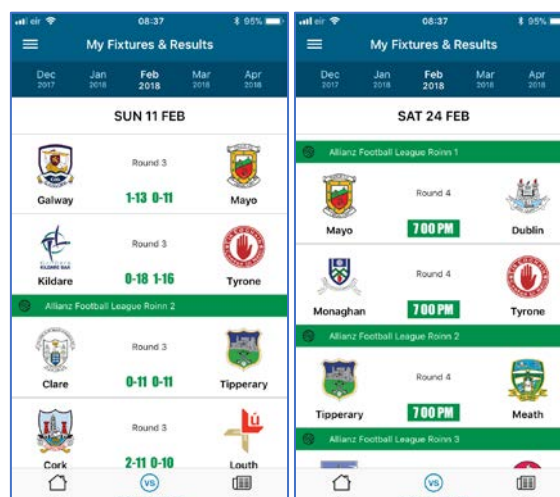 eir 08:37 95%
My Fixtures & Results
Dec Jan Feb Mar Apr
2017 2018 2018 2018 2018
SUN 11 FEB
Round 3
Galway 1-13 0-11 Mayo
Round 3
Kildare 0-18 1-16 Tyrone
Allianz Football League Roinn 2
Round 3
Clare 0-11 0-11 Tipperary
Round 3
Cork 2-11 0-10 Louth
VS
eir 08:37 95%
My Fixtures & Results
Dec Jan Feb Mar Apr
2017 2018 2018 2018 2018
SAT 24 FEB
Allianz Football League Roinn 1
Round 4
Mayo 7 00 PM Dublin
Round 4
Monaghan 7 00 PM Tyrone
Allianz Football League Roinn 2
Round 4
Tipperary 7 00 PM Meath
Allianz Football League Roinn 3
VS